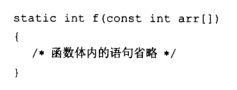 static int f(const int arr[])
{
/* 函数体内的语句省略 */
}